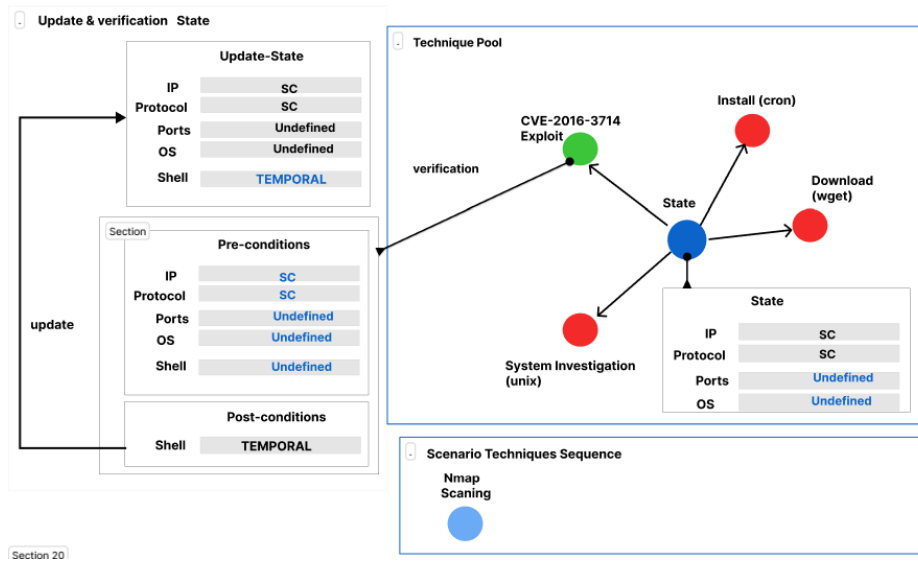 Update & verification State
Update-State
IP SC
Protocol SC
Ports Undefined
OS Undefined
Shell TEMPORAL
Section
Pre-conditions
IP SC
Protocol SC
Ports Undefined
OS Undefined
Shell Undefined
Post-conditions
Shell TEMPORAL
update
verification
Technique Pool
CVE-2016-3714
Exploit
Install (cron)
Download
(wget)
State
System Investigation
(unix)
State
IP SC
Protocol SC
Ports Undefined
OS Undefined
Scenario Techniques Sequence
Nmap
Scaning
Section 20